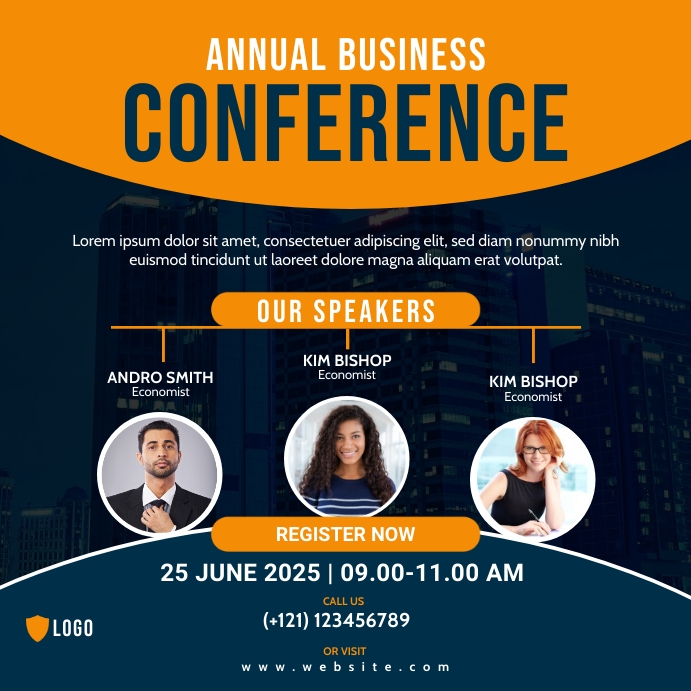 ANNUAL BUSINESS
CONFERENCE
Lorem ipsum dolor sit amet, consectetuer adipiscing elit, sed diam nonummy nibh
euismod tincidunt ut laoreet dolore magna aliquam erat volutpat.
OUR SPEAKERS
ANDRO SMITH
Economist
KIM BISHOP
Economist
KIM BISHOP
Economist
REGISTER NOW
25 JUNE 2025 | 09.00-11.00 AM
CALL US
(+121) 123456789
LOGO
OR VISIT
www.website.com